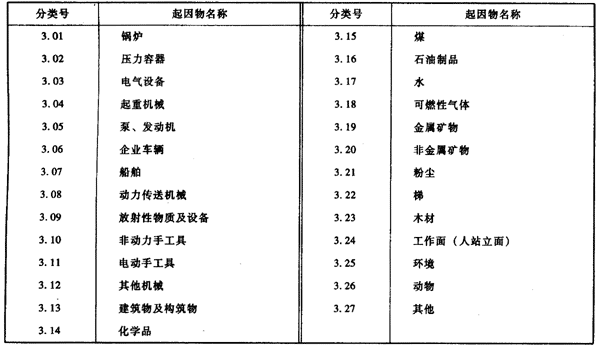 分类号 起因物名称 分类号 起因物名称
3.01 锅炉 3.15 煤
3.02 压力容器 3.16 石油制品
3.03 电气设备 3.17 水
3.04 起重机械 3.18 可燃性气体
3.05 泵、发动机 3.19 金属矿物
3.06 企业车辆 3.20 非金属矿物
3.07 船舶 3.21 粉尘
3.08 动力传送机械 3.22 梯
3.09 放射性物质及设备 3.23 木材
3.10 非动力手工具 3.24 工作面（人站立面）
3.11 电动手工具 3.25 环境
3.12 其他机械 3.26 动物
3.13 建筑物及构筑物 3.27 其他
3.14 化学品